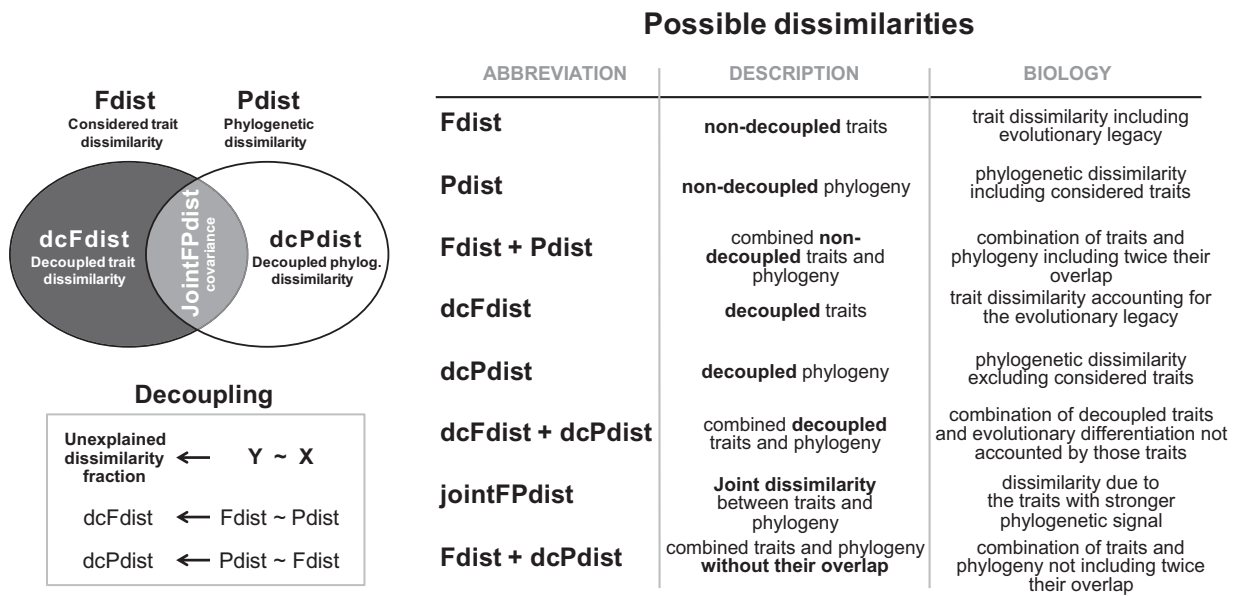 Possible dissimilarities
Fdist
Considered trait
dissimilarity
Pdist
Phylogenetic
dissimilarity
dcFdist
Decoupled trait
dissimilarity
JointFPdist
covariance
dcPdist
Decoupled phylog.
dissimilarity
Decoupling
Unexplained
dissimilarity
fraction
← Y ~ X
dcFdist ← Fdist ~ Pdist
dcPdist ← Pdist ~ Fdist
ABBREVIATION DESCRIPTION BIOLOGY
Fdist
non-decoupled traits
trait dissimilarity including
evolutionary legacy
Pdist
non-decoupled phylogeny
phylogenetic dissimilarity
including considered traits
Fdist + Pdist
combined non-
decoupled traits and
phylogeny
combination of traits and
phylogeny including twice their
overlap
dcFdist
decoupled traits
trait dissimilarity accounting for
the evolutionary legacy
dcPdist
decoupled phylogeny
phylogenetic dissimilarity
excluding considered traits
dcFdist + dcPdist
combined decoupled
traits and phylogeny
combination of decoupled traits
and evolutionary differentiation not
accounted by those traits
jointFPdist
Joint dissimilarity
between traits and
phylogeny
dissimilarity due to
the traits with stronger
phylogenetic signal
Fdist + dcPdist
combined traits and phylogeny
without their overlap
combination of traits and
phylogeny not including twice
their overlap